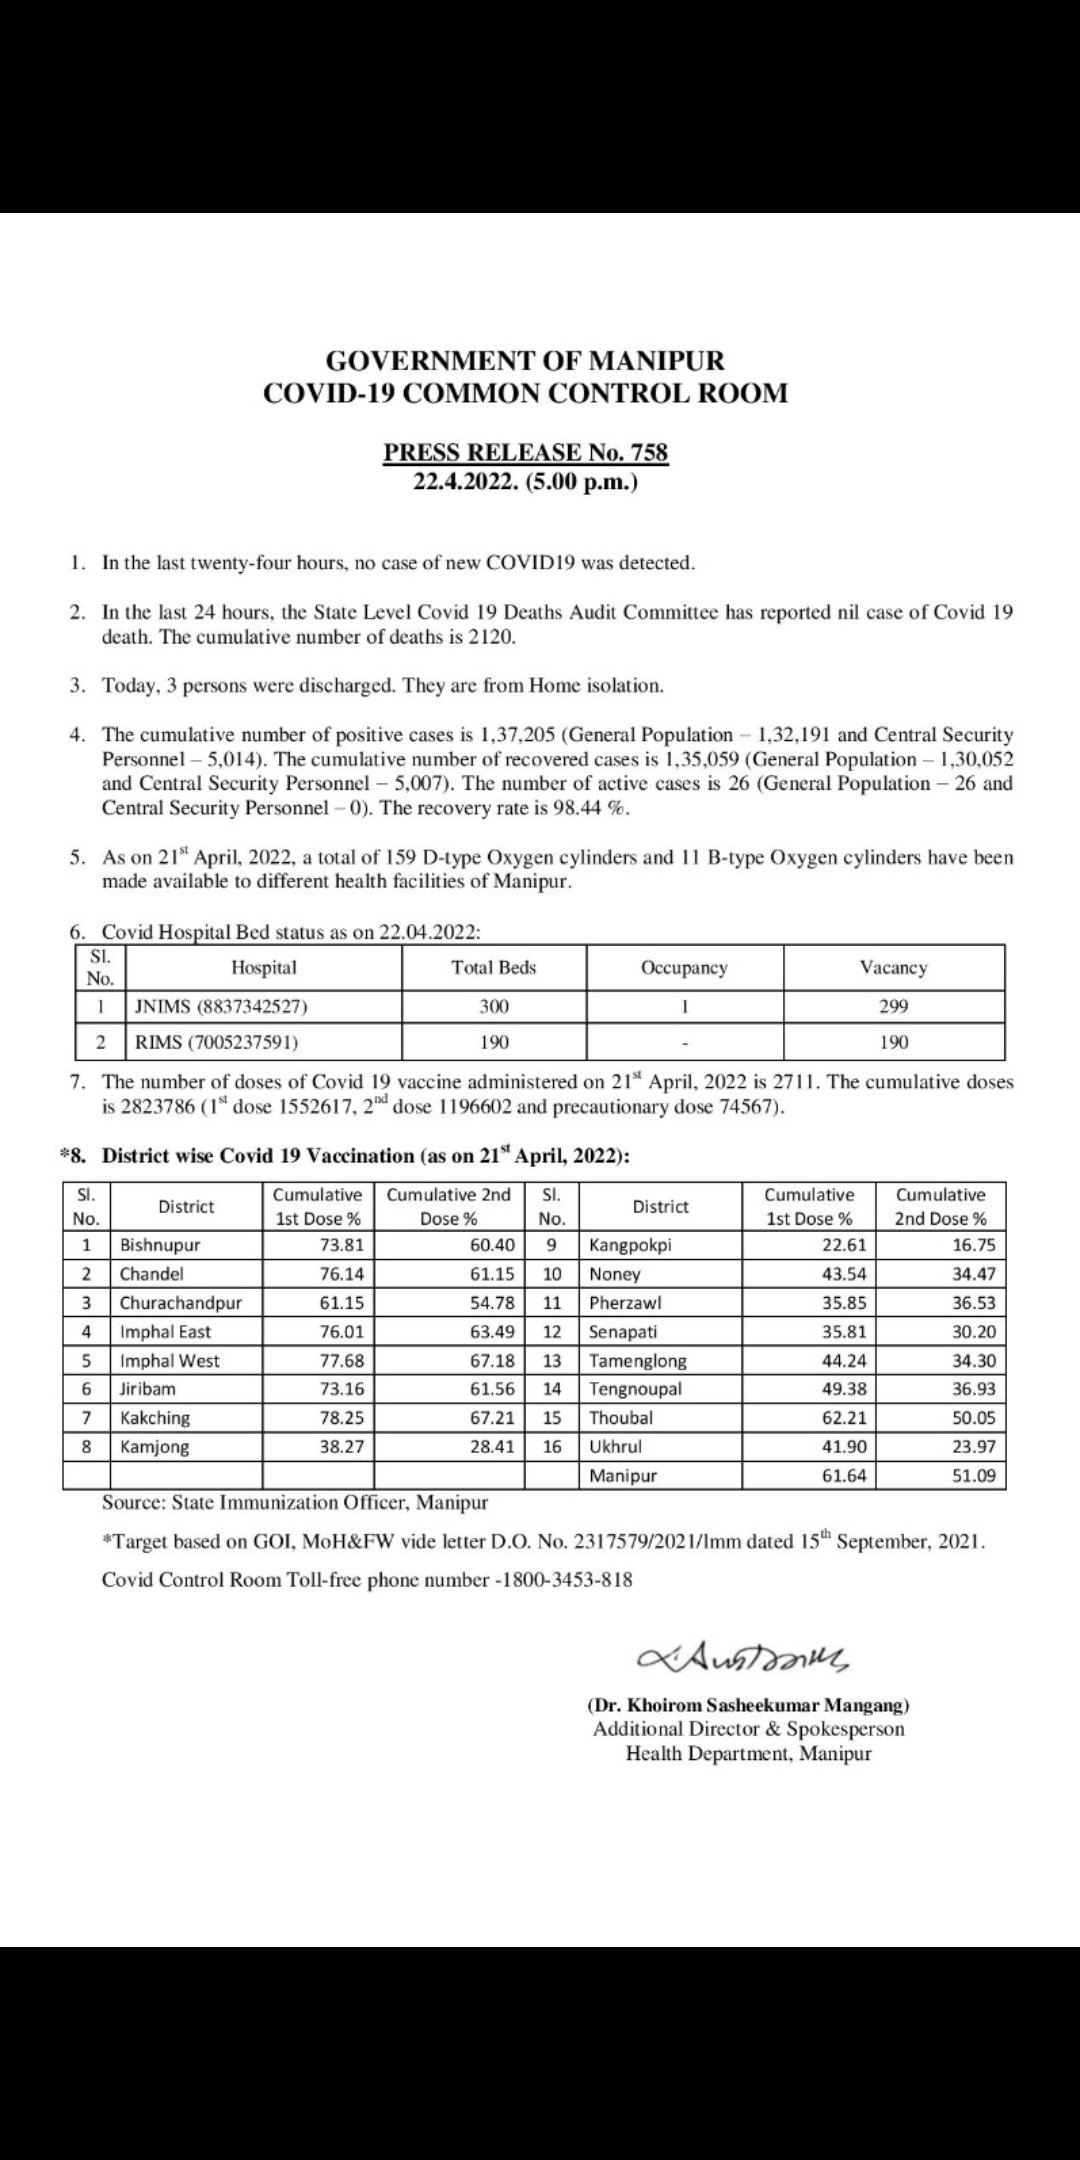 GOVERNMENT OF MANIPUR
COVID-19 COMMON CONTROL ROOM
PRESS RELEASE No. 758
22.4.2022. (5.00 p.m.)
1. In the last twenty-four hours, no case of new COVID19 was detected.
2. In the last 24 hours, the State Level Covid 19 Deaths Audit Committee has reported nil case of Covid 19
death. The cumulative number of deaths is 2120.
3. Today, 3 persons were discharged. They are from Home isolation.
4. The cumulative number of positive cases is 1,37,205 (General Population – 1,32,191 and Central Security
Personnel – 5,014). The cumulative number of recovered cases is 1,35,059 (General Population – 1,30,052
and Central Security Personnel – 5,007). The number of active cases is 26 (General Population – 26 and
Central Security Personnel – 0). The recovery rate is 98.44 %.
5. As on 21st April, 2022, a total of 159 D-type Oxygen cylinders and 11 B-type Oxygen cylinders have been
made available to different health facilities of Manipur.
6. Covid Hospital Bed status as on 22.04.2022:
Sl. No. Hospital Total Beds Occupancy Vacancy
1 JNIMS (8837342527) 300 1 299
2 RIMS (7005237591) 190 - 190
7. The number of doses of Covid 19 vaccine administered on 21st April, 2022 is 2711. The cumulative doses
is 2823786 (1st dose 1552617, 2nd dose 1196602 and precautionary dose 74567).
*8. District wise Covid 19 Vaccination (as on 21st April, 2022):
Sl. No. District Cumulative 1st Dose % Cumulative 2nd Dose % Sl. No. District Cumulative 1st Dose % Cumulative 2nd Dose %
1 Bishnupur 73.81 60.40 9 Kangpokpi 22.61 16.75
2 Chandel 76.14 61.15 10 Noney 43.54 34.47
3 Churachandpur 61.15 54.78 11 Pherzawl 35.85 36.53
4 Imphal East 76.01 63.49 12 Senapati 35.81 30.20
5 Imphal West 77.68 67.18 13 Tamenglong 44.24 34.30
6 Jiribam 73.16 61.56 14 Tengnoupal 49.38 36.93
7 Kakching 78.25 67.21 15 Thoubal 62.21 50.05
8 Kamjong 38.27 28.41 16 Ukhrul 41.90 23.97
Manipur 61.64 51.09
Source: State Immunization Officer, Manipur
*Target based on GOI, MoH&FW vide letter D.O. No. 2317579/2021/Imm dated 15th September, 2021.
Covid Control Room Toll-free phone number -1800-3453-818
(Dr. Khoirom Sasheekumar Mangang)
Additional Director & Spokesperson
Health Department, Manipur